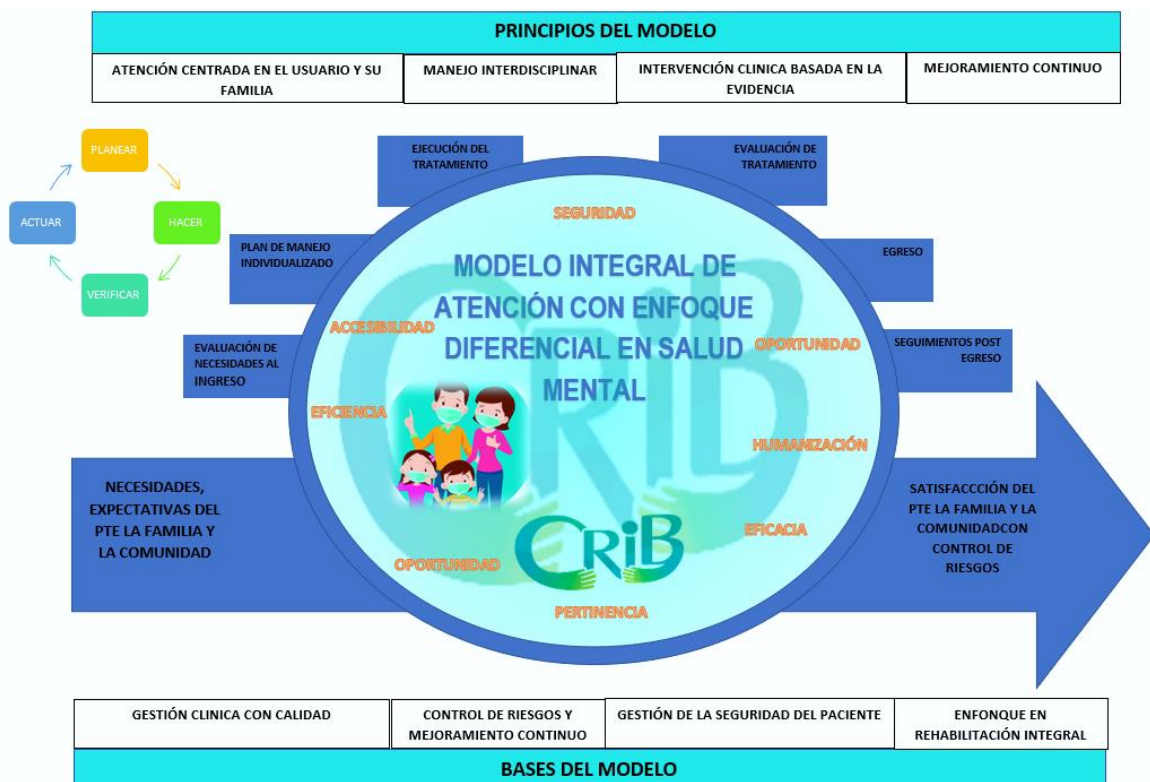 PRINCIPIOS DEL MODELO
ATENCIÓN CENTRADA EN EL USUARIO Y SU
FAMILIA
MANEJO INTERDISCIPLINAR
INTERVENCIÓN CLINICA BASADA EN LA
EVIDENCIA
MEJORAMIENTO CONTINUO
PLANEAR
HACER
VERIFICAR
ACTUAR
EJECUCIÓN DEL
TRATAMIENTO
EVALUACIÓN DE
TRATAMIENTO
PLAN DE MANEJO
INDIVIDUALIZADO
EGRESO
EVALUACIÓN DE
NECESIDADES AL
INGRESO
SEGUIMIENTOS POST
EGRESO
SEGURIDAD
MODELO INTEGRAL DE
ATENCIÓN CON ENFOQUE
DIFERENCIAL EN SALUD
MENTAL
ACCESIBILIDAD
OPORTUNIDAD
EFICIENCIA
HUMANIZACIÓN
EFICACIA
OPORTUNIDAD
PERTINENCIA
CRiB
CRiB
NECESIDADES,
EXPECTATIVAS DEL
PTE LA FAMILIA Y
LA COMUNIDAD
SATISFACCCIÓN DEL
PTE LA FAMILIA Y LA
COMUNIDADCON
CONTROL DE
RIESGOS
GESTIÓN CLINICA CON CALIDAD
CONTROL DE RIESGOS Y
MEJORAMIENTO CONTINUO
GESTIÓN DE LA SEGURIDAD DEL PACIENTE
ENFONQUE EN
REHABILITACIÓN INTEGRAL
BASES DEL MODELO